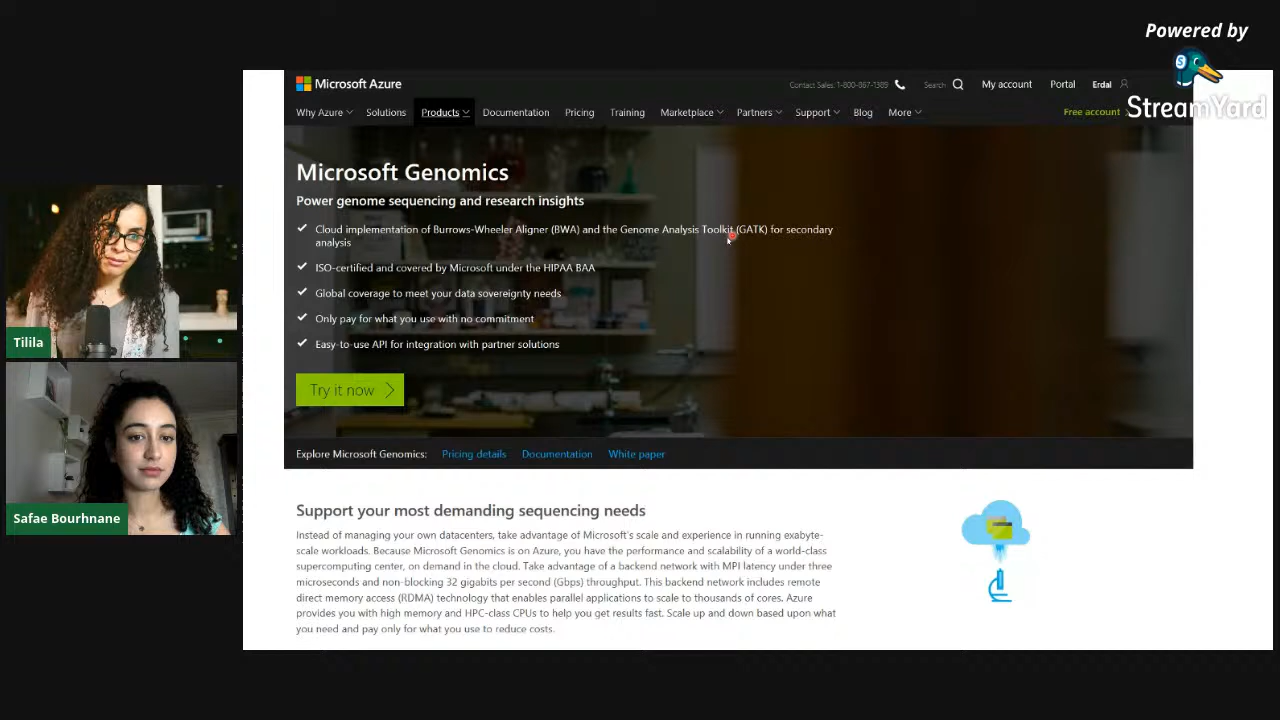 Powered by
StreamYard
Microsoft Azure
Contact Sales: 1-800-867-1389
Search
My account
Portal
Erdal
Why Azure
Solutions
Products
Documentation
Pricing
Training
Marketplace
Partners
Support
Blog
More
Free account
Microsoft Genomics
Power genome sequencing and research insights
Cloud implementation of Burrows-Wheeler Aligner (BWA) and the Genome Analysis Toolkit (GATK) for secondary
analysis
ISO-certified and covered by Microsoft under the HIPAA BAA
Global coverage to meet your data sovereignty needs
Only pay for what you use with no commitment
Easy-to-use API for integration with partner solutions
Try it now
Explore Microsoft Genomics:
Pricing details
Documentation
White paper
Support your most demanding sequencing needs
Instead of managing your own datacenters, take advantage of Microsoft's scale and experience in running exabyte-
scale workloads. Because Microsoft Genomics is on Azure, you have the performance and scalability of a world-class
supercomputing center, on demand in the cloud. Take advantage of a backend network with MPI latency under three
microseconds and non-blocking 32 gigabits per second (Gbps) throughput. This backend network includes remote
direct memory access (RDMA) technology that enables parallel applications to scale to thousands of cores. Azure
provides you with high memory and HPC-class CPUs to help you get results fast. Scale up and down based upon what
you need and pay only for what you use to reduce costs.
Tilila
Safae Bourhnane